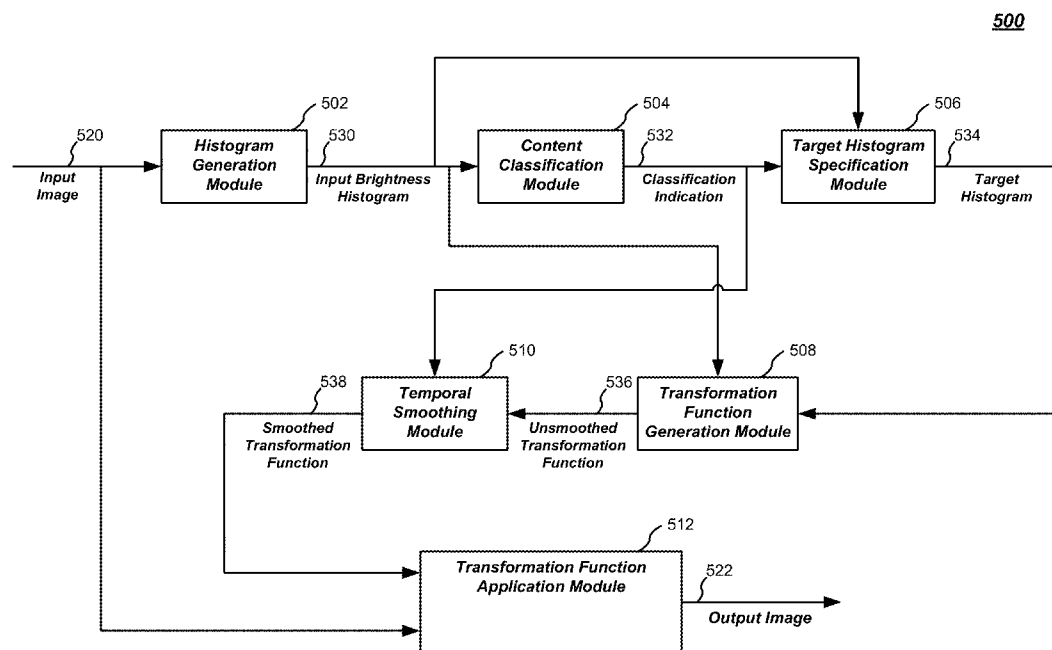 500
502
504
506
520
530
532
534
Histogram
Generation
Module
Content
Classification
Module
Target Histogram
Specification
Module
Input
Image
Input Brightness
Histogram
Classification
Indication
Target
Histogram
510
508
538
536
Temporal
Smoothing
Module
Transformation
Function
Generation Module
Smoothed
Transformation
Function
Unsmoothed
Transformation
Function
512
Transformation Function
Application Module
522
Output Image